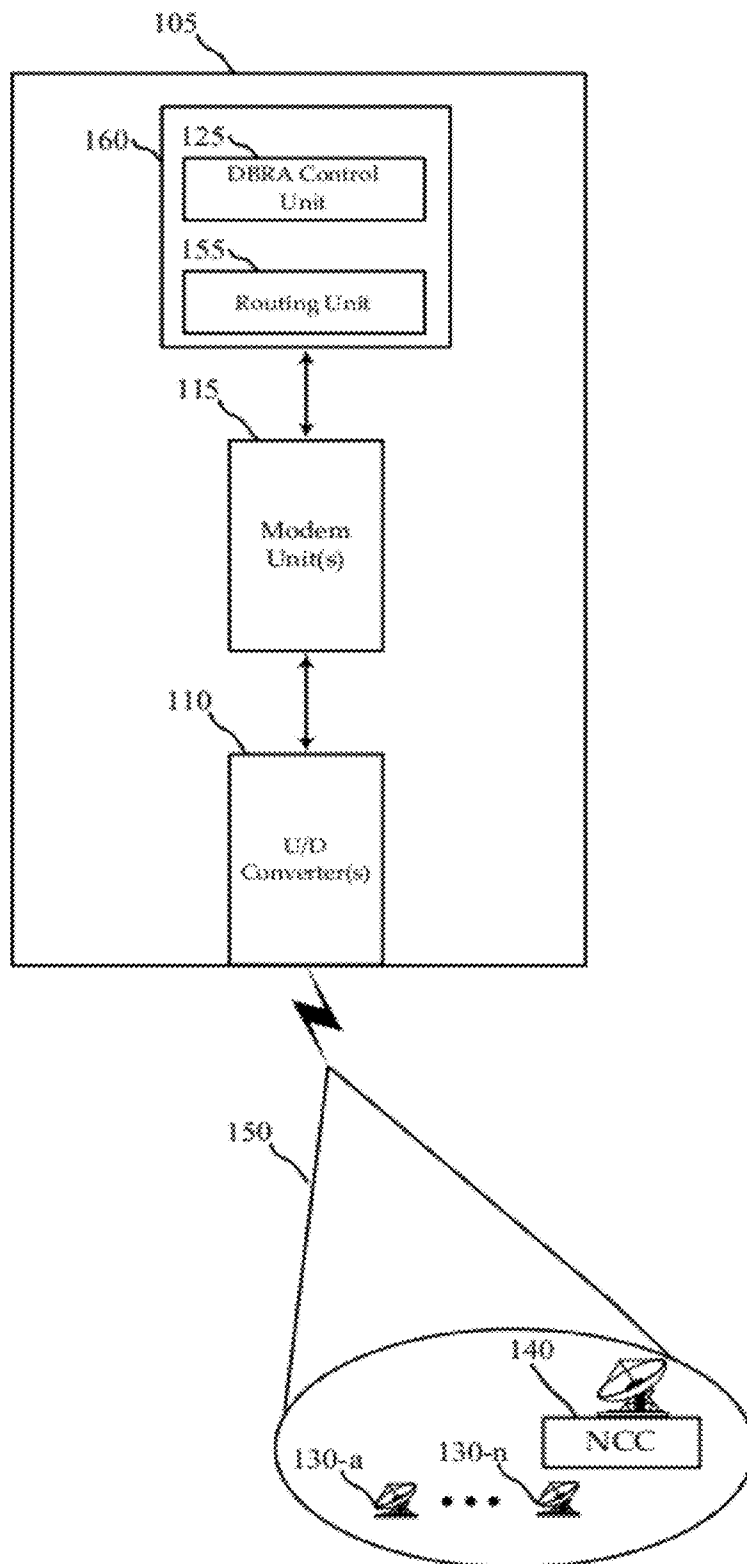 105
160
125
DBRA Control
Unit
155
Routing Unit
115
Modem
Unit(s)
110
U/D
Converter(s)
150
140
NCC
130-a
130-n